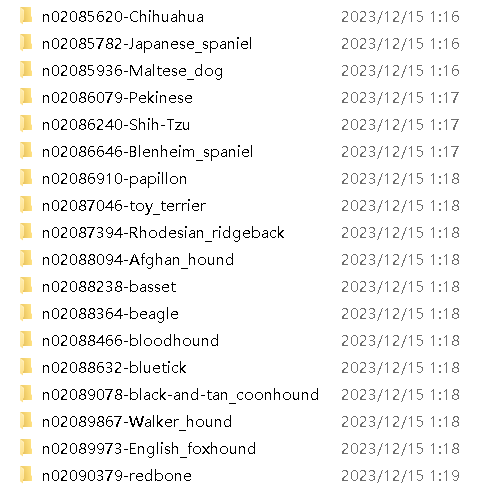 n02085620-Chihuahua 2023/12/15 1:16
n02085782-Japanese_spaniel 2023/12/15 1:16
n02085936-Maltese_dog 2023/12/15 1:16
n02086079-Pekinese 2023/12/15 1:17
n02086240-Shih-Tzu 2023/12/15 1:17
n02086646-Blenheim_spaniel 2023/12/15 1:17
n02086910-papillon 2023/12/15 1:18
n02087046-toy_terrier 2023/12/15 1:18
n02087394-Rhodesian_ridgeback 2023/12/15 1:18
n02088094-Afghan_hound 2023/12/15 1:18
n02088238-basset 2023/12/15 1:18
n02088364-beagle 2023/12/15 1:18
n02088466-bloodhound 2023/12/15 1:18
n02088632-bluetick 2023/12/15 1:18
n02089078-black-and-tan_coonhound 2023/12/15 1:18
n02089867-Walker_hound 2023/12/15 1:18
n02089973-English_foxhound 2023/12/15 1:18
n02090379-redbone 2023/12/15 1:19